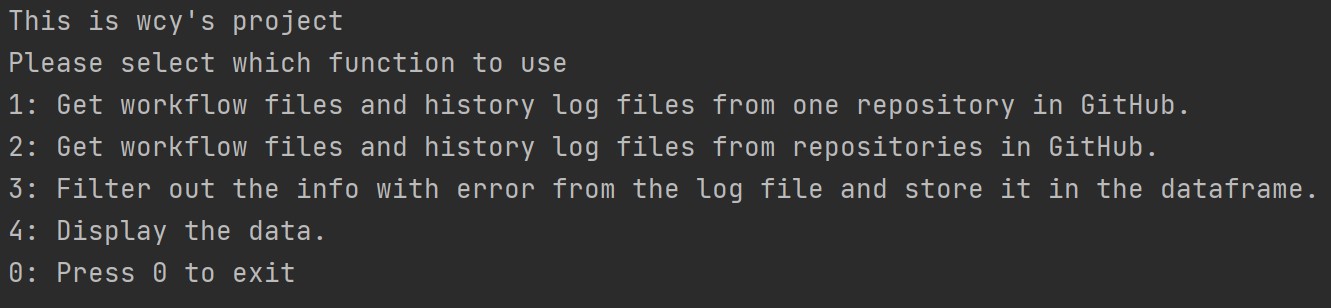 This is wcy's project
Please select which function to use
1: Get workflow files and history log files from one repository in GitHub.
2: Get workflow files and history log files from repositories in GitHub.
3: Filter out the info with error from the log file and store it in the dataframe.
4: Display the data.
0: Press 0 to exit